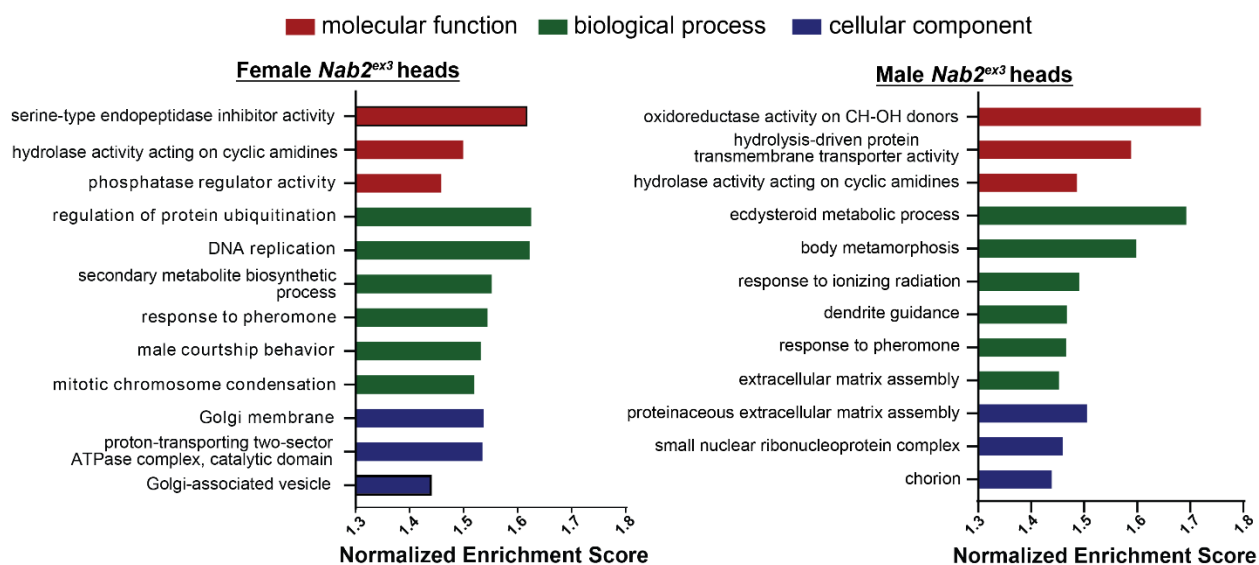 molecular function biological process cellular component
Female Nab2ex3 heads
serine-type endopeptidase inhibitor activity
hydrolase activity acting on cyclic amidines
phosphatase regulator activity
regulation of protein ubiquitination
DNA replication
secondary metabolite biosynthetic
process
response to pheromone
male courtship behavior
mitotic chromosome condensation
Golgi membrane
proton-transporting two-sector
ATPase complex, catalytic domain
Golgi-associated vesicle
1.3 1.4 1.5 1.6 1.7 1.8
Normalized Enrichment Score
Male Nab2ex3 heads
oxidoreductase activity on CH-OH donors
hydrolysis-driven protein
transmembrane transporter activity
hydrolase activity acting on cyclic amidines
ecdysteroid metabolic process
body metamorphosis
response to ionizing radiation
dendrite guidance
response to pheromone
extracellular matrix assembly
proteinaceous extracellular matrix assembly
small nuclear ribonucleoprotein complex
chorion
1.3 1.4 1.5 1.6 1.7 1.8
Normalized Enrichment Score